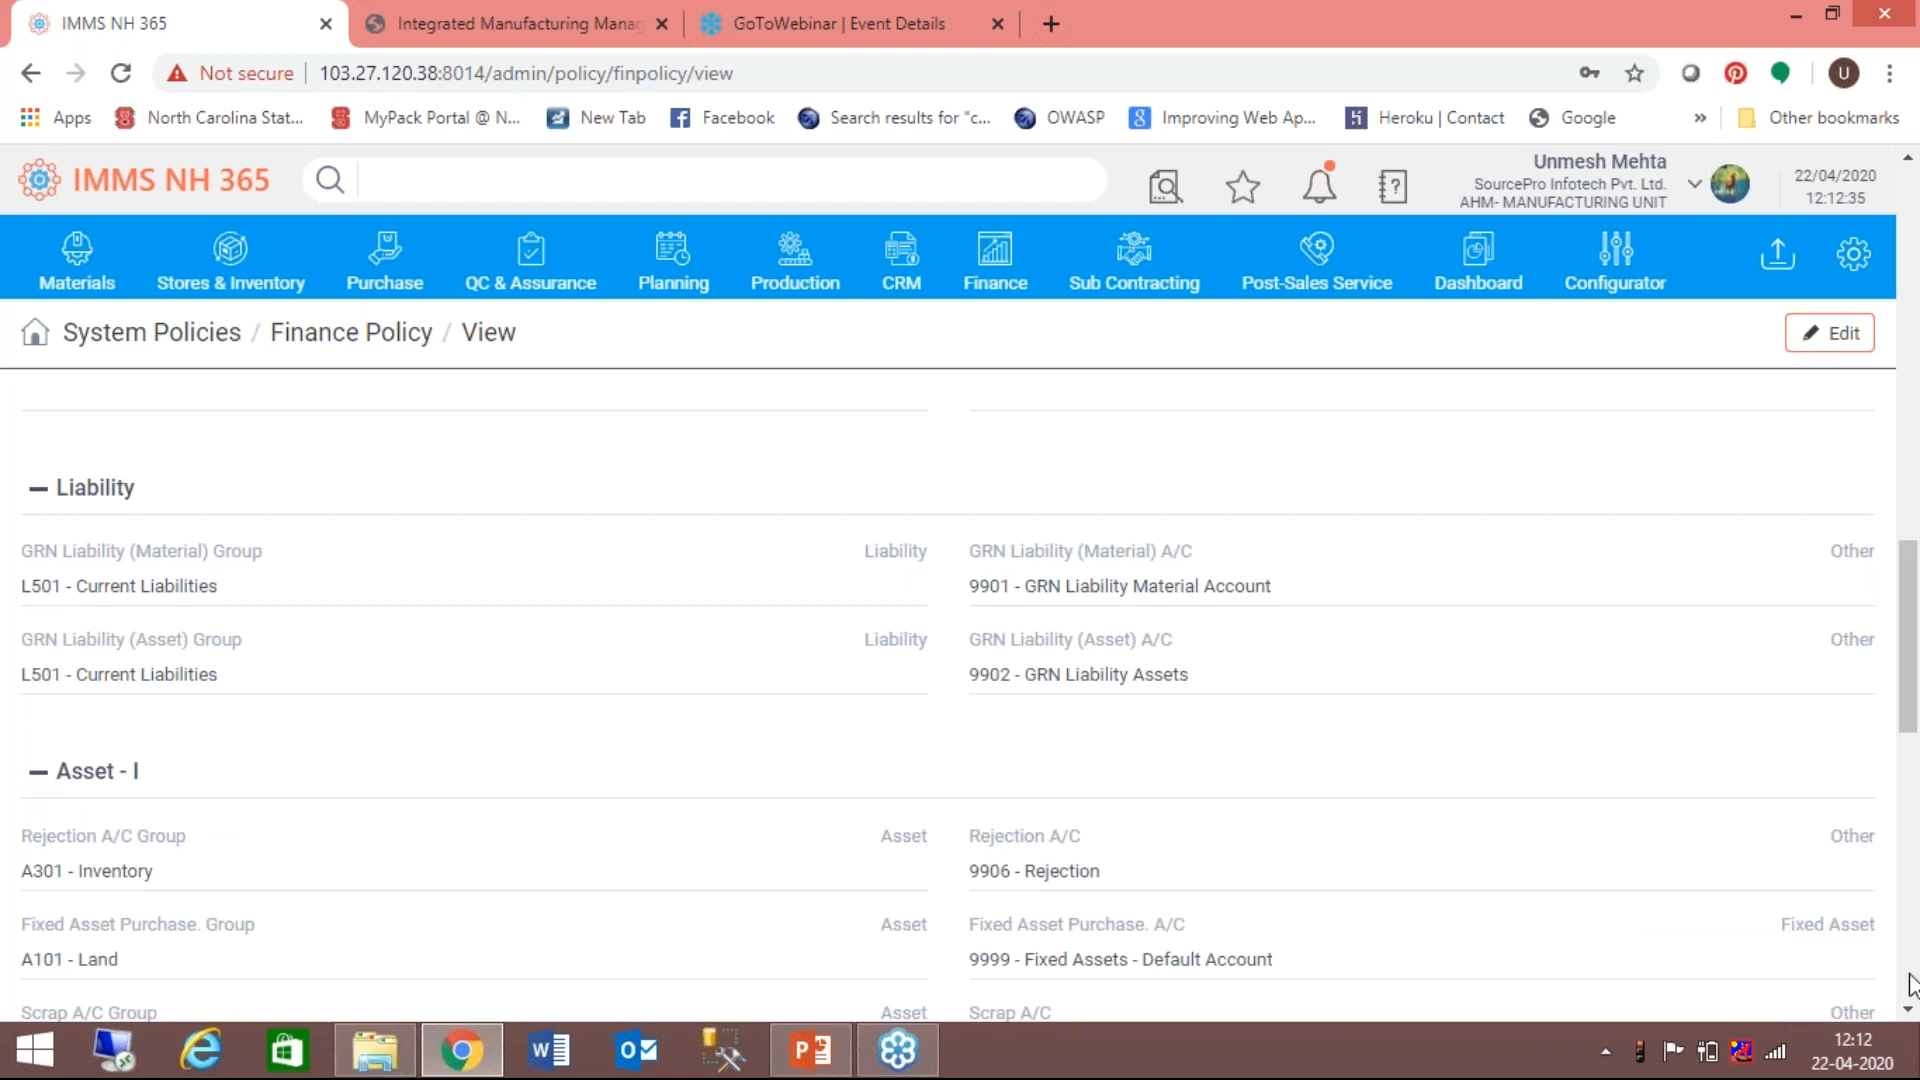 IMMS NH 365
Integrated Manufacturing Manag
GoToWebinar | Event Details
Not secure
103.27.120.38:8014/admin/policy/finpolicy/view
U
Apps
North Carolina Stat...
MyPack Portal @ N...
New Tab
Facebook
Search results for "c...
OWASP
Improving Web Ap...
Heroku | Contact
Google
»
Other bookmarks
IMMS NH 365
Unmesh Mehta
SourcePro Infotech Pvt. Ltd.
AHM- MANUFACTURING UNIT
22/04/2020
12:12:35
Materials
Stores & Inventory
Purchase
QC & Assurance
Planning
Production
CRM
Finance
Sub Contracting
Post-Sales Service
Dashboard
Configurator
System Policies / Finance Policy / View
Edit
Liability
GRN Liability (Material) Group
Liability
L501 - Current Liabilities
GRN Liability (Material) A/C
Other
9901 - GRN Liability Material Account
GRN Liability (Asset) Group
Liability
L501 - Current Liabilities
GRN Liability (Asset) A/C
Other
9902 - GRN Liability Assets
Asset - I
Rejection A/C Group
Asset
A301 - Inventory
Rejection A/C
Other
9906 - Rejection
Fixed Asset Purchase. Group
Asset
A101 - Land
Fixed Asset Purchase. A/C
Fixed Asset
9999 - Fixed Assets - Default Account
Scrap A/C Group
Asset
Scrap A/C
Other
12:12
22-04-2020